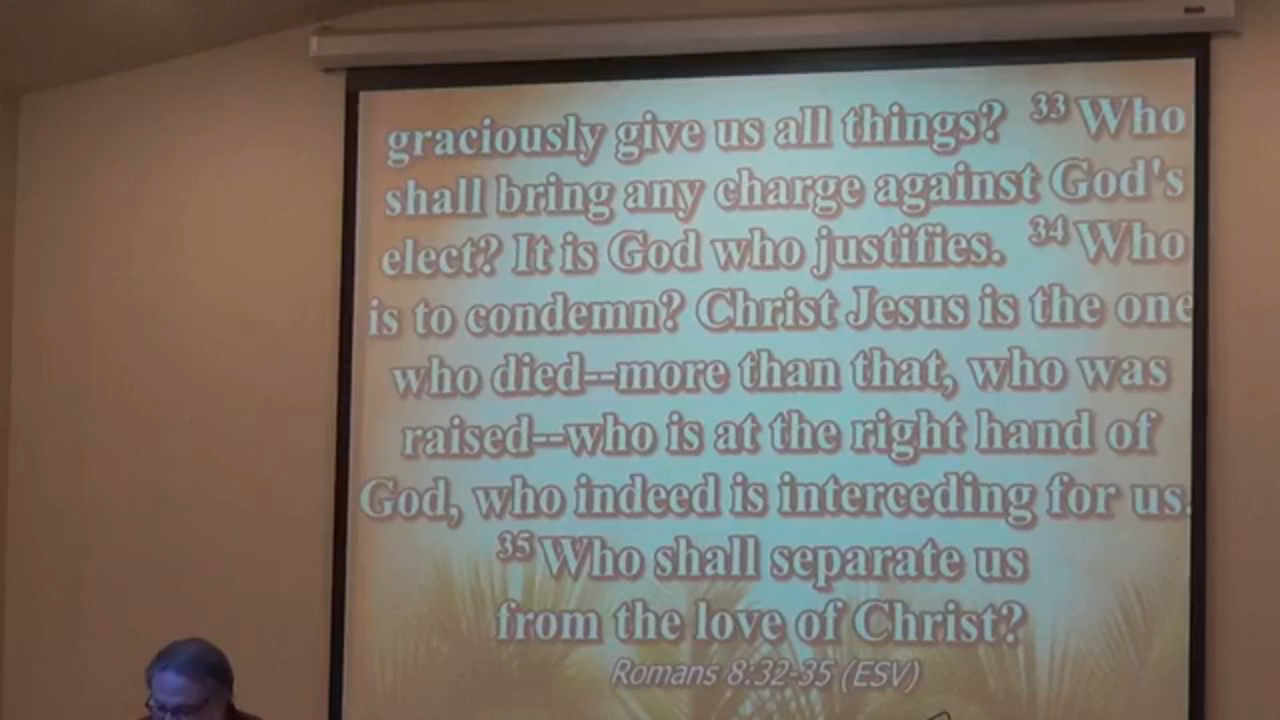 graciously give us all things? 33 Who
shall bring any charge against God's
elect? It is God who justifies. 34 Who
is to condemn? Christ Jesus is the one
who died--more than that, who was
raised--who is at the right hand of
God, who indeed is interceding for us.
35 Who shall separate us
from the love of Christ?
Romans 8:32-35 (ESV)